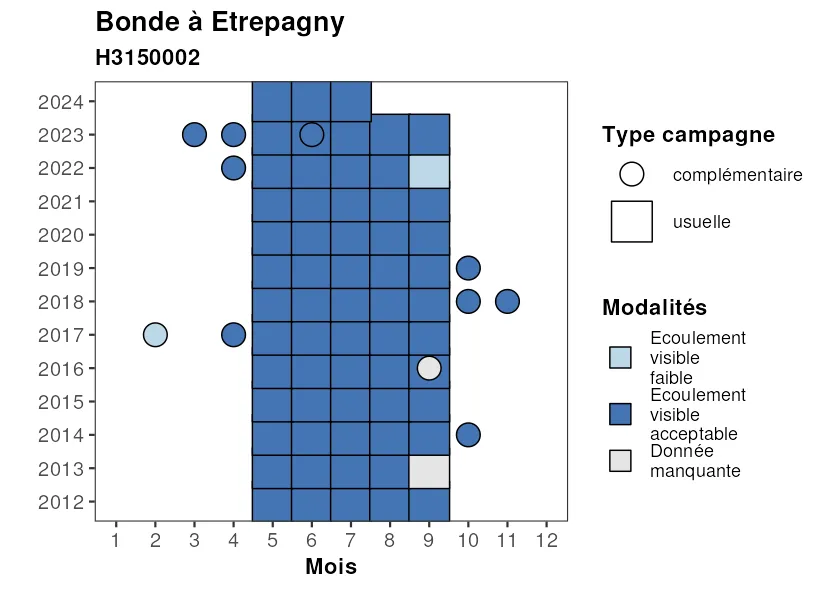 Bonde à Etrepagny
H3150002
2024
2023
2022
2021
2020
2019
2018
2017
2016
2015
2014
2013
2012
1 2 3 4 5 6 7 8 9 10 11 12
Mois
Type campagne
complémentaire
usuelle
Modalités
Ecoulement
visible
faible
Ecoulement
visible
acceptable
Donnée
manquante